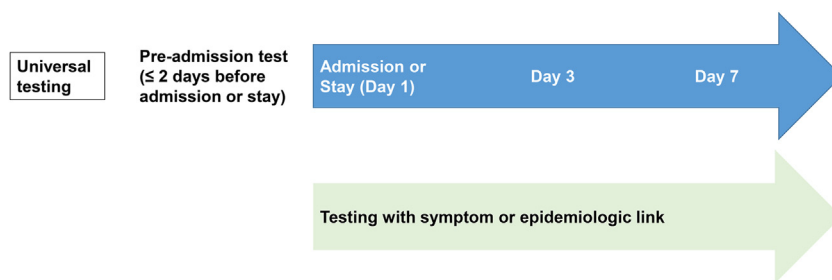 Universal
testing
Pre-admission test
(≤ 2 days before
admission or stay)
Admission or
Stay (Day 1)
Day 3
Day 7
Testing with symptom or epidemiologic link